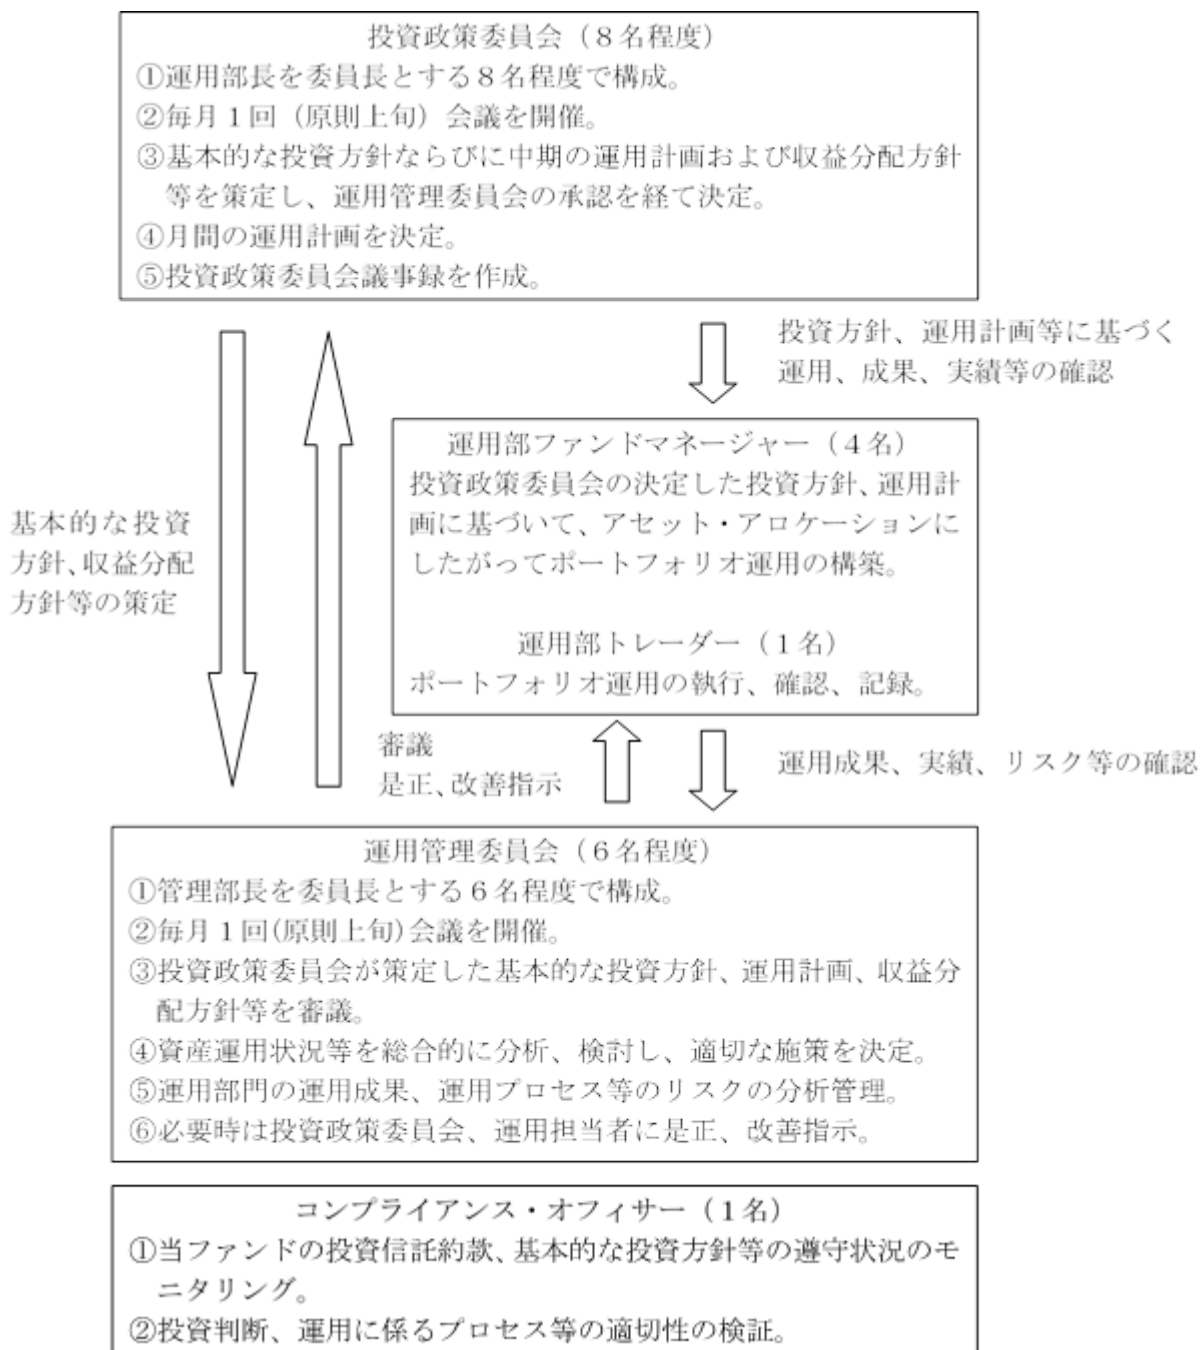 投資政策委員会（８名程度）
①運用部長を委員長とする８名程度で構成。
②毎月１回（原則上旬）会議を開催。
③基本的な投資方針ならびに中期の運用計画および収益分配方針
等を策定し、運用管理委員会の承認を経て決定。
④月間の運用計画を決定。
⑤投資政策委員会議事録を作成。
投資方針、運用計画等に基づく
運用、成果、実績等の確認
運用部ファンドマネージャー（４名）
投資政策委員会の決定した投資方針、運用計
画に基づいて、アセット・アロケーションに
したがってポートフォリオ運用の構築。
運用部トレーダー（１名）
ポートフォリオ運用の執行、確認、記録。
基本的な投資
方針、収益分配
方針等の策定
審議
是正、改善指示
運用成果、実績、リスク等の確認
運用管理委員会（６名程度）
①管理部長を委員長とする６名程度で構成。
②毎月１回(原則上旬)会議を開催。
③投資政策委員会が策定した基本的な投資方針、運用計画、収益分
配方針等を審議。
④資産運用状況等を総合的に分析、検討し、適切な施策を決定。
⑤運用部門の運用成果、運用プロセス等のリスクの分析管理。
⑥必要時は投資政策委員会、運用担当者に是正、改善指示。
コンプライアンス・オフィサー（１名）
①当ファンドの投資信託約款、基本的な投資方針等の遵守状況のモ
ニタリング。
②投資判断、運用に係るプロセス等の適切性の検証。